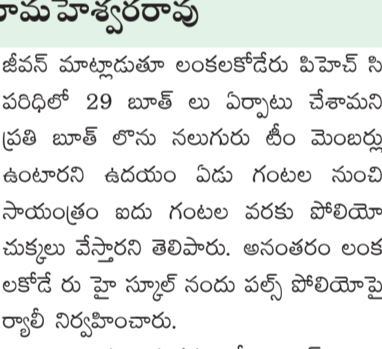 రామహేశ్వరరావు
జీవన్ మాట్లాడుతూ లంకలకోడేరు పిహెచ్ సి
పరిధిలో 29 బూత్ లు ఏర్పాటు చేశామని
ప్రతి బూత్ లొను నలుగురు టీం మెంబర్లు
ఉంటారని ఉదయం ఏడు గంటల నుంచి
సాయంత్రం ఐదు గంటల వరకు పోలియో
చుక్కలు వేస్తారని తెలిపారు. అనంతరం లంక
లకోడే రు హై స్కూల్ నందు పల్స్ పోలియోపై
ర్యాలీ నిర్వహించారు.